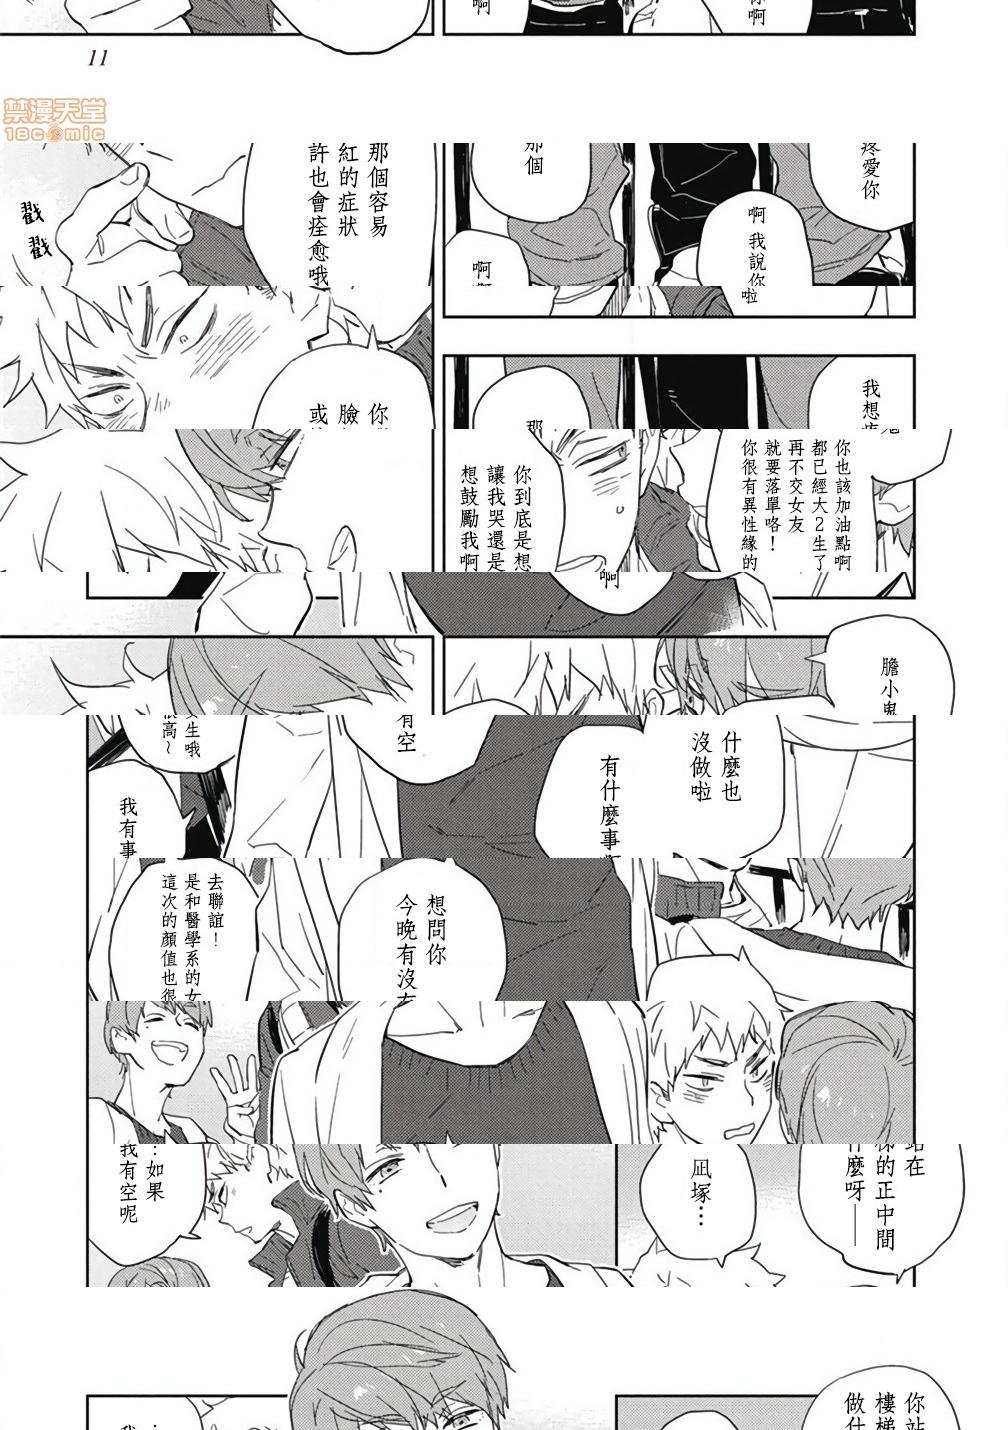 你站在
樓梯的正中間
做什麼呀──
凪塚…
什麼也
沒做啦
有什麼事啊
…如果
我有空呢
想問你
今晚有沒有空
去聯誼！
是和醫學系的女生哦
這次的顏值也很高~
我有事
膽小鬼
你也該加油點啊
都已經大2生了
再不交女友
就要落單咯！
你很有異性緣的
你到底是想
讓我哭還是
想鼓勵我啊
你那個容易
臉紅的症狀
或許也會痊愈哦
戳戳
我想疼愛你
那個
啊 我說你啦
11
禁漫天堂
18comic